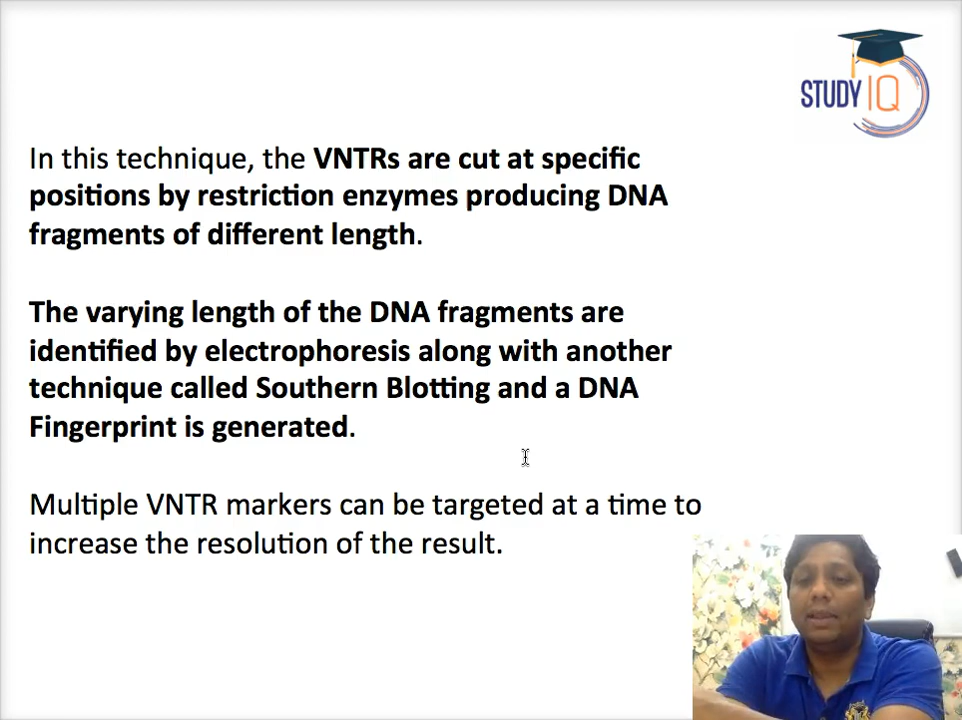 STUDY IQ
In this technique, the VNTRs are cut at specific
positions by restriction enzymes producing DNA
fragments of different length.
The varying length of the DNA fragments are
identified by electrophoresis along with another
technique called Southern Blotting and a DNA
Fingerprint is generated.
Multiple VNTR markers can be targeted at a time to
increase the resolution of the result.